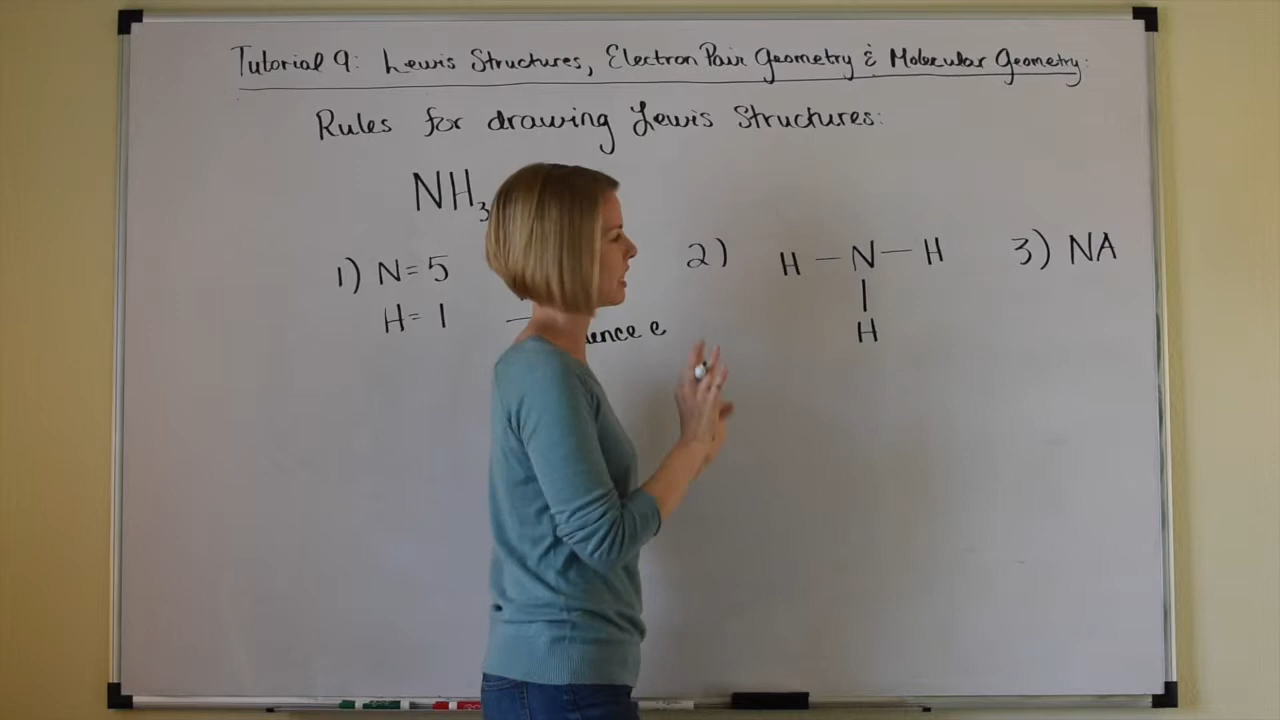 Tutorial 9: Lewis Structures, Electron Pair Geometry & Molecular Geometry:
Rules for drawing Lewis Structures:
NH3
1) N = 5
H = 1
e
2) H – N – H
H
3) NA